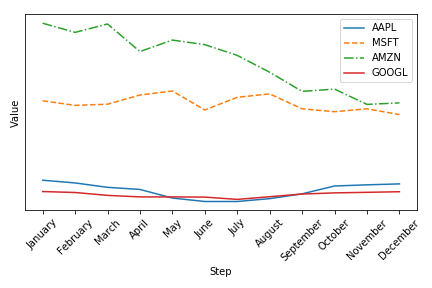 AAPL
MSFT
AMZN
GOOGL
Value
January
February
March
April
May
June
July
August
September
October
November
December
Step